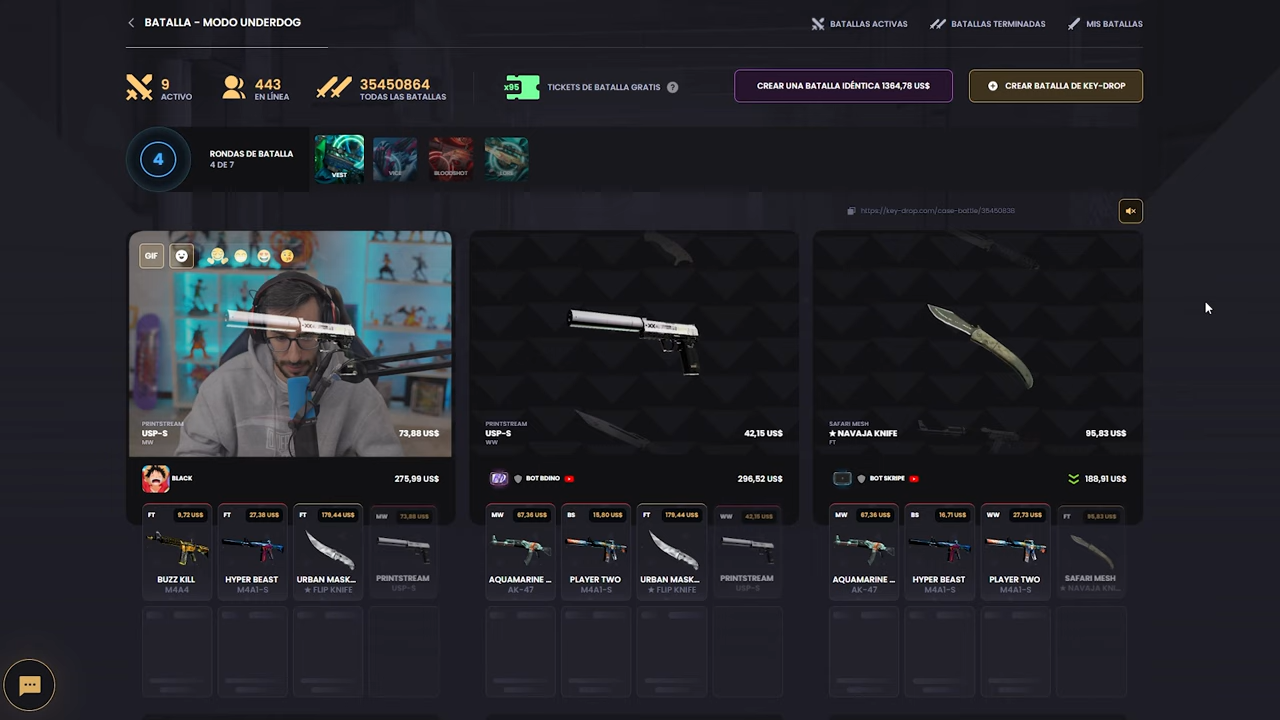 BATALLA - MODO UNDERDOG
BATALLAS ACTIVAS
BATALLAS TERMINADAS
MIS BATALLAS
9
ACTIVO
443
EN LÍNEA
35450864
TODAS LAS BATALLAS
x95
TICKETS DE BATALLA GRATIS
?
CREAR UNA BATALLA IDÉNTICA 1364,78 US$
CREAR BATALLA DE KEY-DROP
4
RONDAS DE BATALLA
4 DE 7
VEST
VICE
BLOODSHOT
https://key-drop.com/case-battle/35450838
GIF
PRINTSTREAM
USP-S
MW
73,88 US$
PRINTSTREAM
USP-S
WW
42,15 US$
SAFARI MESH
★ NAVAJA KNIFE
FT
95,83 US$
BLACK
275,99 US$
BOT BDINO
296,52 US$
BOT SKRIPE
188,91 US$
FT
9,72 US$
BUZZ KILL
M4A4
FT
27,36 US$
HYPER BEAST
M4A1-S
FT
179,44 US$
URBAN MASK...
★ FLIP KNIFE
MW
73,88 US$
PRINTSTREAM
USP-S
MW
67,36 US$
AQUAMARINE ...
AK-47
BS
15,80 US$
PLAYER TWO
M4A1-S
FT
179,44 US$
URBAN MASK...
★ FLIP KNIFE
WW
42,15 US$
PRINTSTREAM
USP-S
MW
67,36 US$
AQUAMARINE ...
AK-47
BS
16,71 US$
HYPER BEAST
M4A1-S
WW
27,73 US$
PLAYER TWO
M4A1-S
FT
95,83 US$
SAFARI MESH
★ NAVAJA KNI...